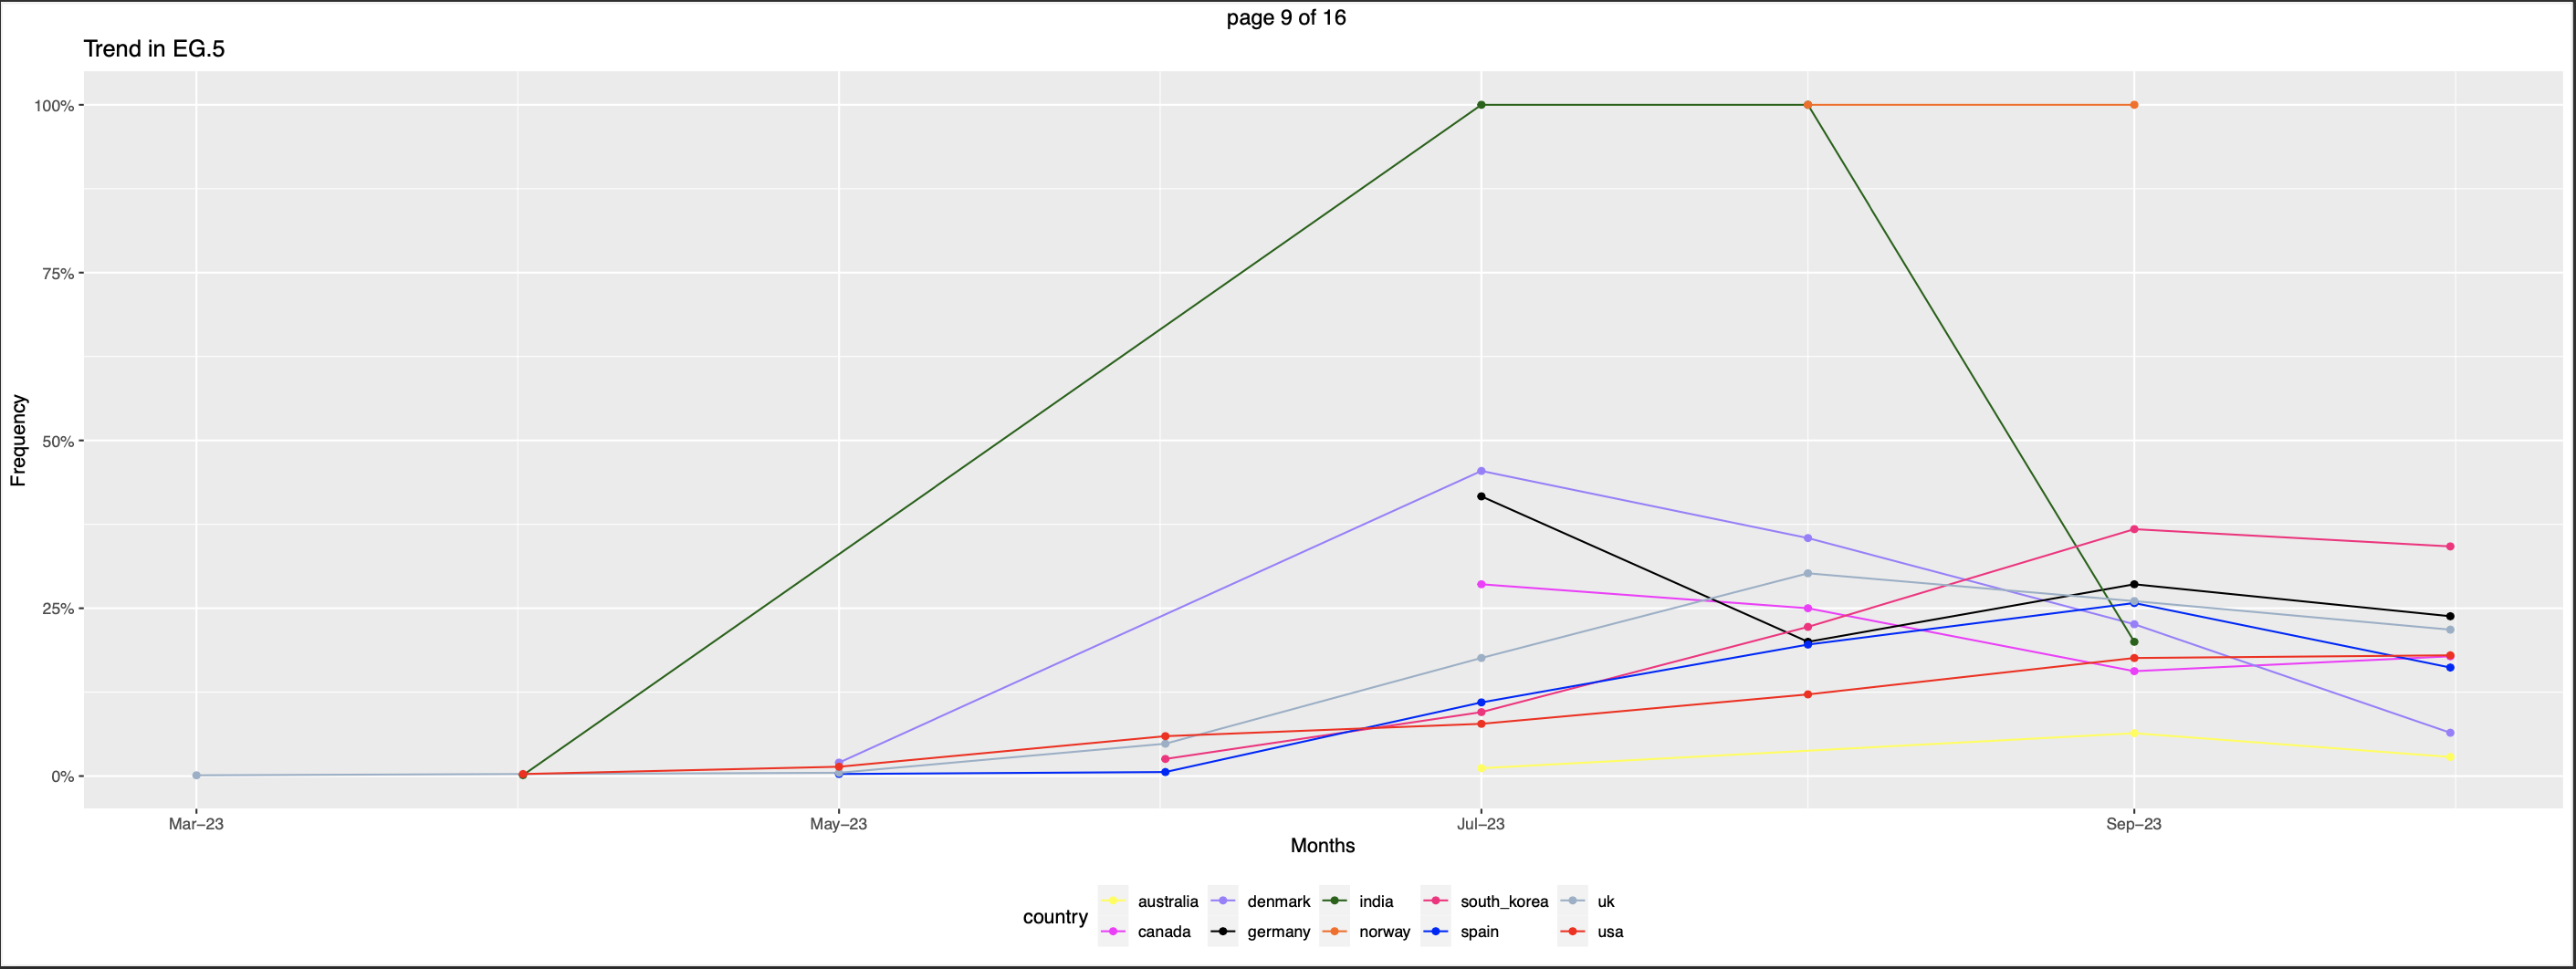 page 9 of 16
Trend in EG.5
100%
75%
50%
25%
0%
Frequency
Mar–23 May–23 Jul–23 Sep–23
Months
country
australia denmark india south_korea uk
canada germany norway spain usa